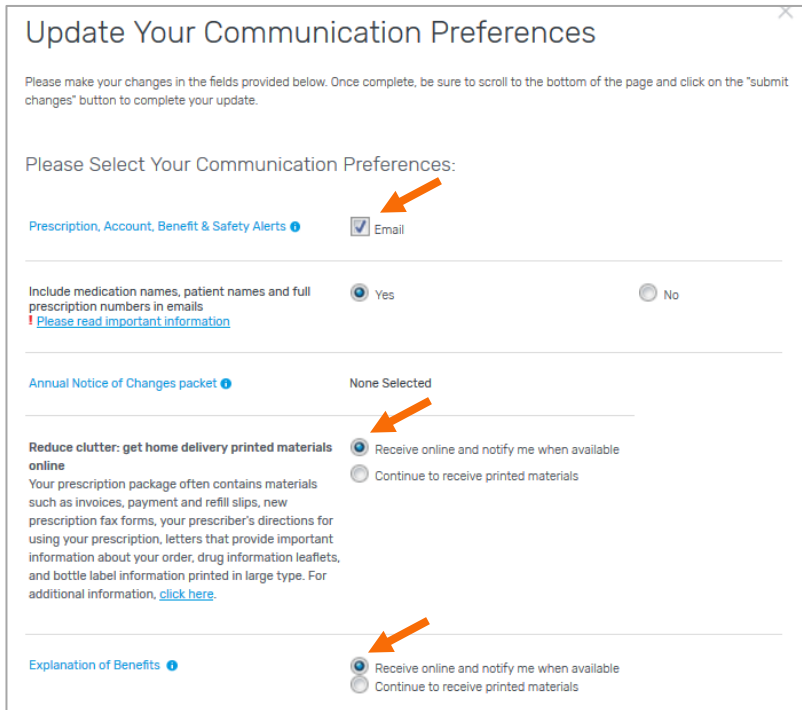 Update Your Communication Preferences
Please make your changes in the fields provided below. Once complete, be sure to scroll to the bottom of the page and click on the "submit
changes" button to complete your update.
Please Select Your Communication Preferences:
Prescription, Account, Benefit & Safety Alerts
Email
Include medication names, patient names and full
prescription numbers in emails
! Please read important information
Yes
No
Annual Notice of Changes packet
None Selected
Reduce clutter: get home delivery printed materials
online
Your prescription package often contains materials
such as invoices, payment and refill slips, new
prescription fax forms, your prescriber's directions for
using your prescription, letters that provide important
information about your order, drug information leaflets,
and bottle label information printed in large type. For
additional information, click here.
Receive online and notify me when available
Continue to receive printed materials
Explanation of Benefits
Receive online and notify me when available
Continue to receive printed materials